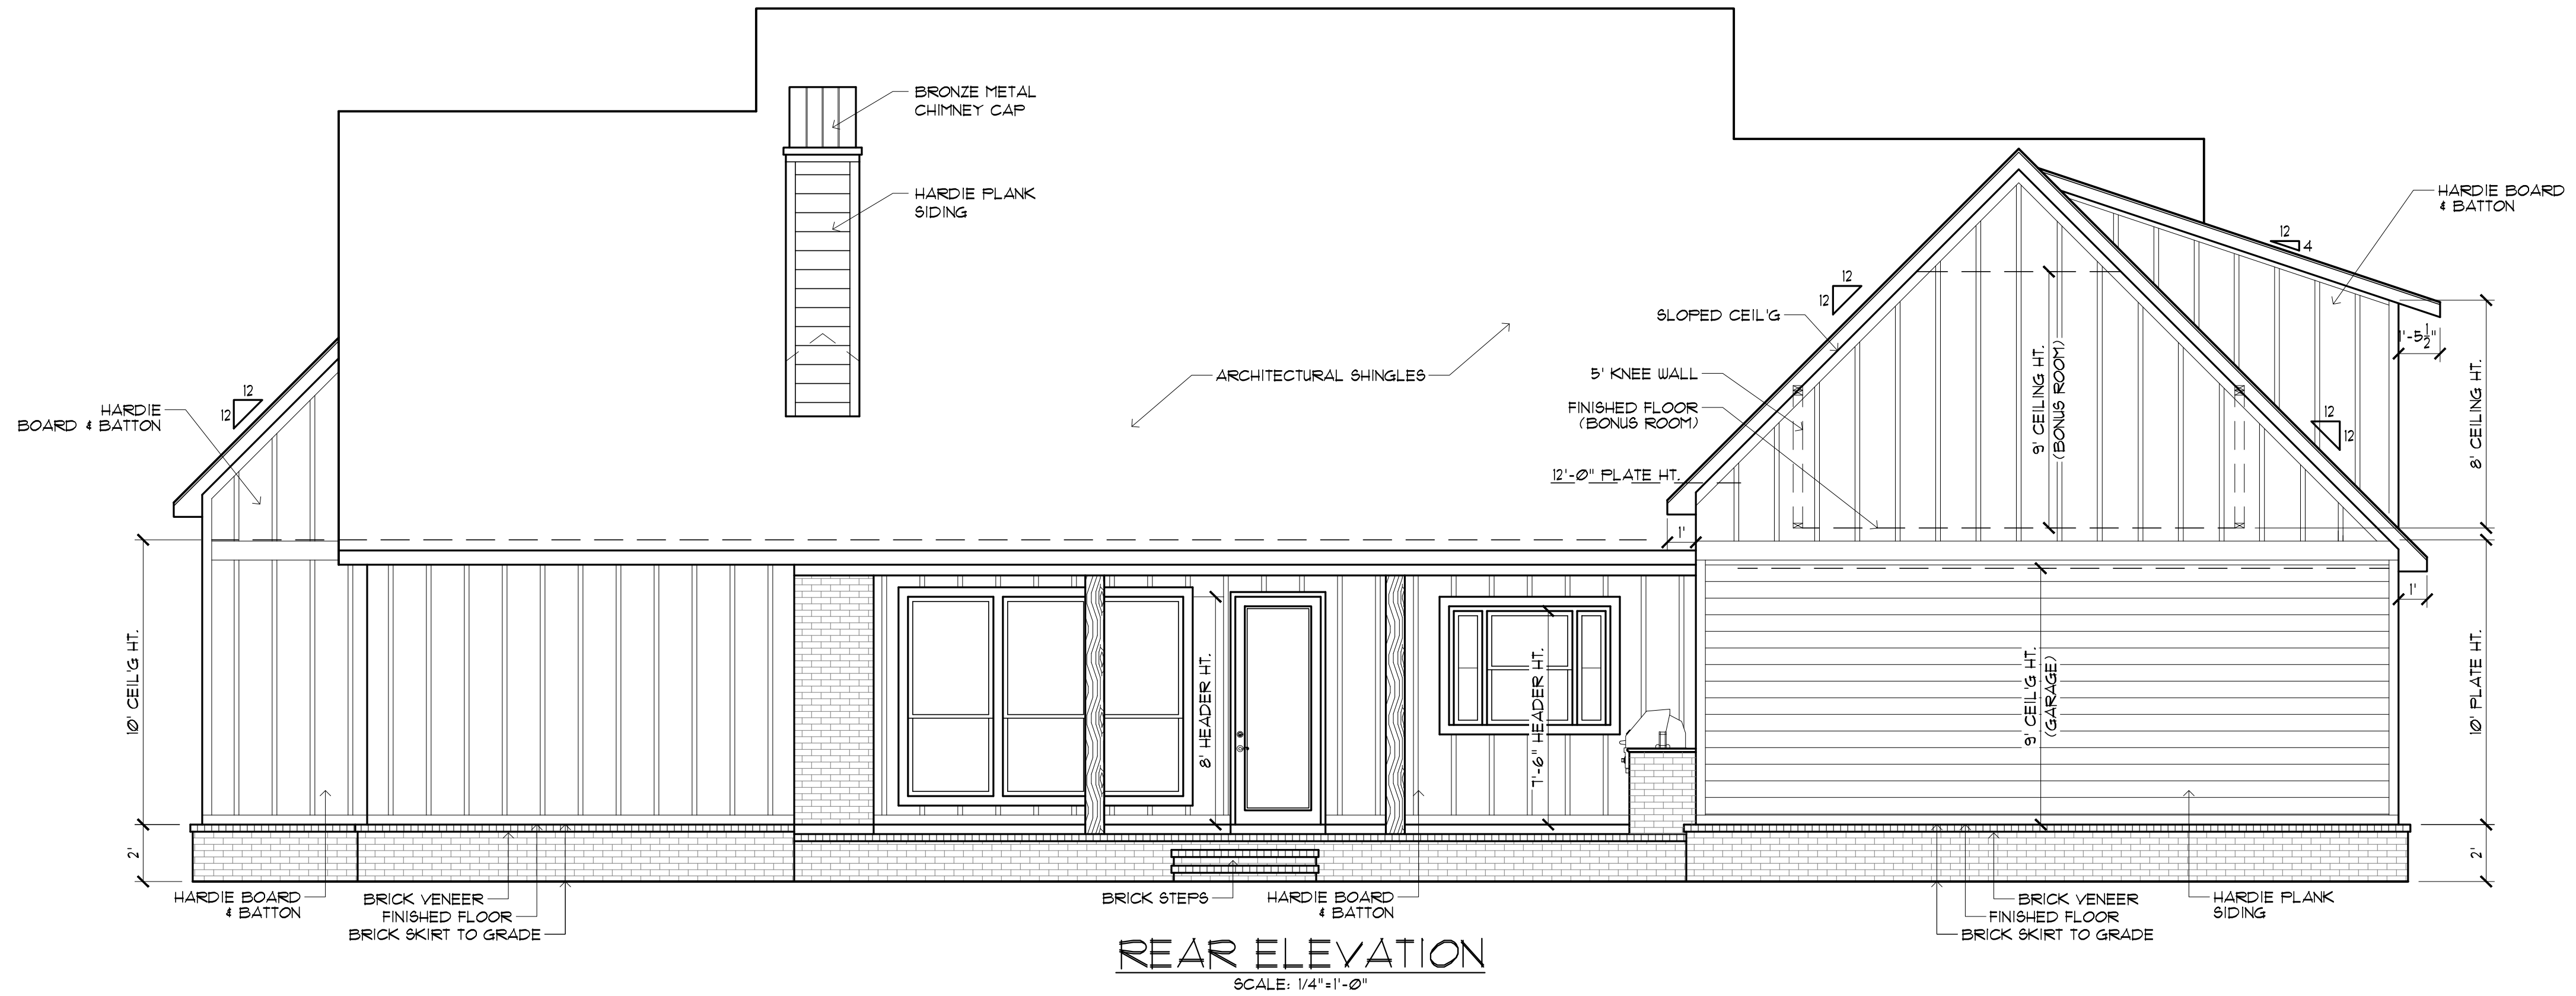 BRONZE METAL
CHIMNEY CAP
HARDIE PLANK
SIDING
HARDIE BOARD
& BATTON
12
4
12
12
SLOPED CEIL'G
1'-5 1/2"
9' CEILING HT.
(BONUS ROOM)
8' CEILING HT.
ARCHITECTURAL SHINGLES
5' KNEE WALL
FINISHED FLOOR
(BONUS ROOM)
12
12
HARDIE
BOARD & BATTON
12
12
12'-0" PLATE HT.
1'
1'
10' CEIL'G HT.
8' HEADER HT.
7'-6" HEADER HT.
9' CEIL'G HT.
(GARAGE)
10' PLATE HT.
2'
2'
HARDIE BOARD
& BATTON
BRICK VENEER
FINISHED FLOOR
BRICK SKIRT TO GRADE
BRICK STEPS
HARDIE BOARD
& BATTON
BRICK VENEER
FINISHED FLOOR
BRICK SKIRT TO GRADE
HARDIE PLANK
SIDING
REAR ELEVATION
SCALE: 1/4"=1'-0"